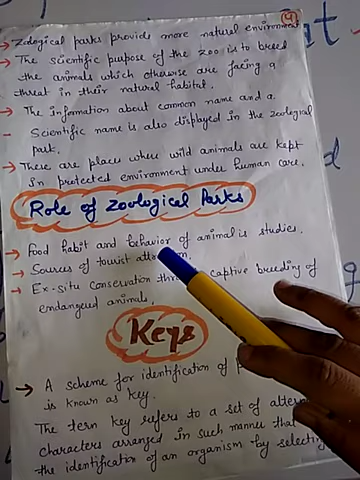 (4)
→ Zological parks provide more natural environment
→ The scientific purpose of the zoo is to breed
the animals which otherwise are facing a
threat in their natural habitat.
→ The information about common name and a
- Scientific name is also displayed in the zoological
park.
→ These are places where wild animals are kept
in protected environment under human care.
Role of Zoological Parks
→ Food habit and behavior of animal is studies.
→ Sources of tourist
→ Ex-situ Conservation captive breeding of
endangered animals.
Keys
→ A scheme for identification of
is known as key.
The term key refers to a set of
characters arranged in such manner that
the identification of an organism by selecting